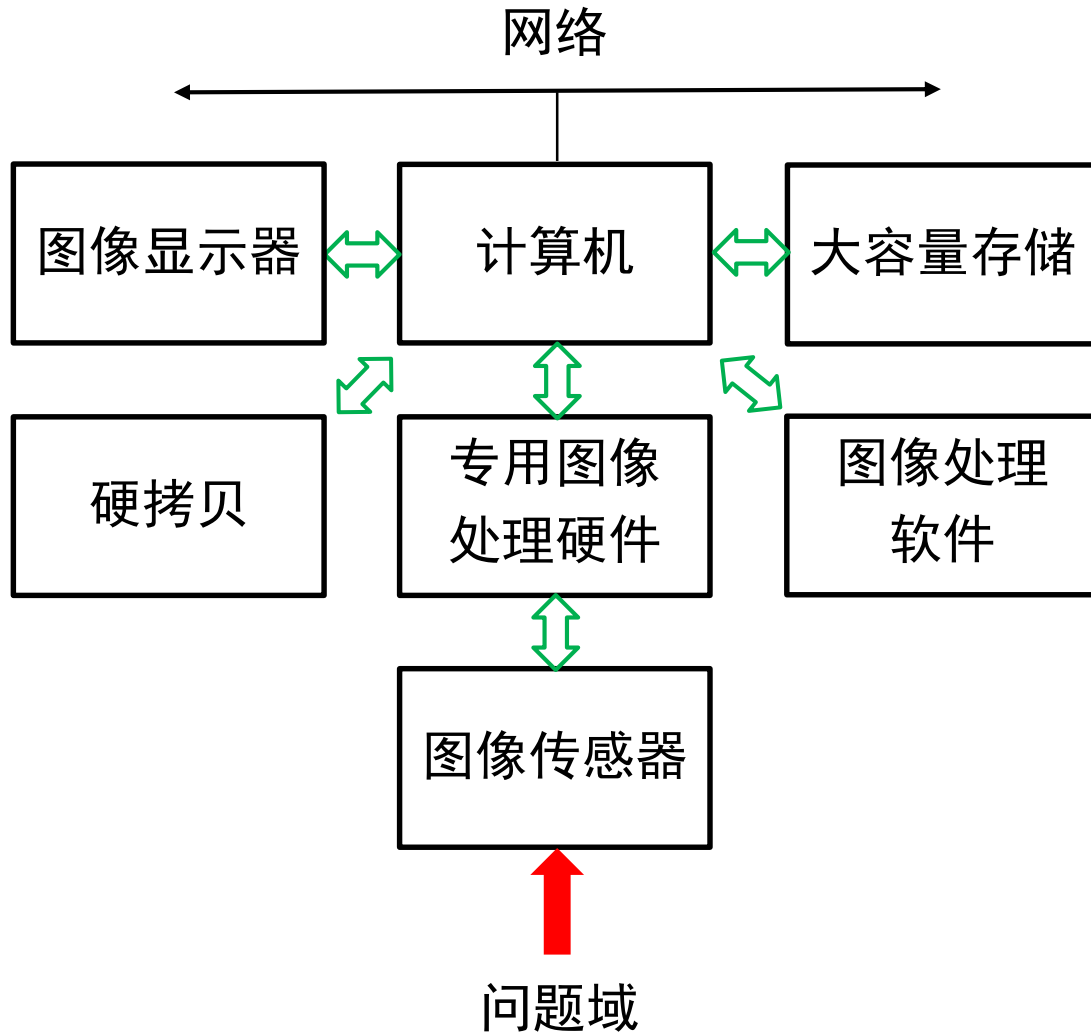 网络
图像显示器
计算机
大容量存储
硬拷贝
专用图像
处理硬件
图像处理
软件
图像传感器
问题域